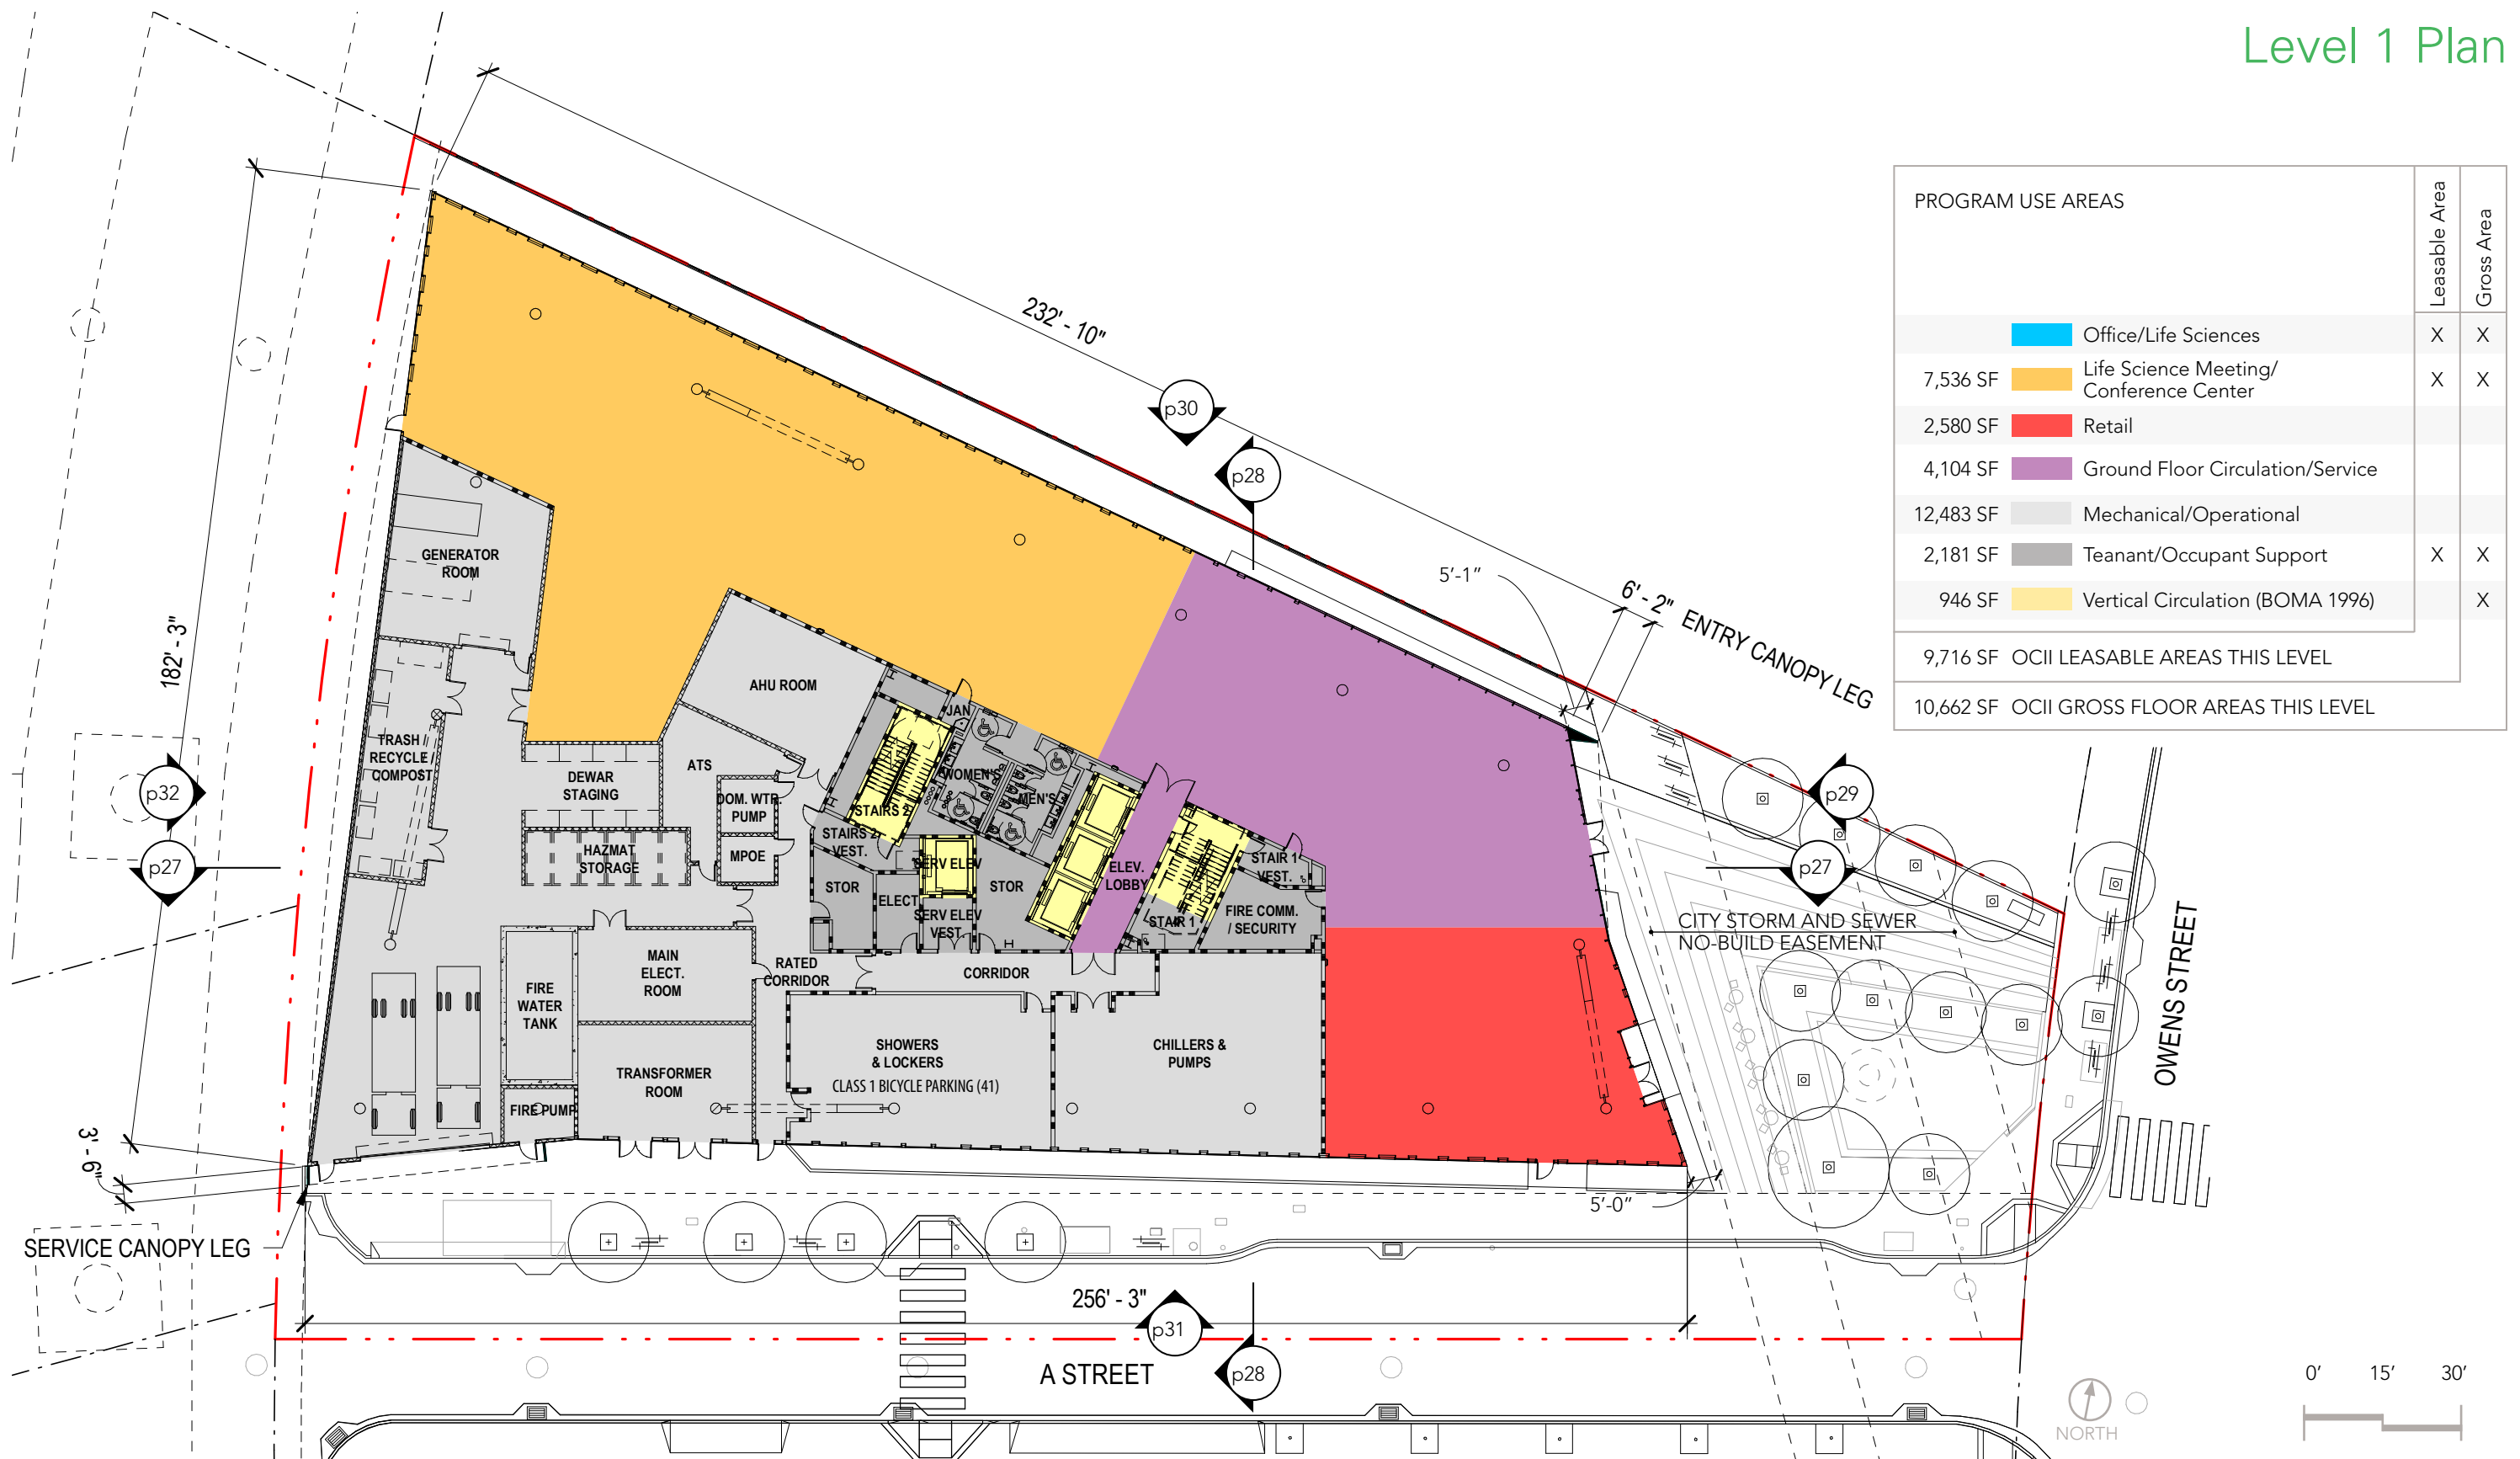 Level 1 Plan
PROGRAM USE AREAS
Leasable Area
Gross Area
Office/Life Sciences X X
7,536 SF Life Science Meeting/
Conference Center X X
2,580 SF Retail
4,104 SF Ground Floor Circulation/Service
12,483 SF Mechanical/Operational
2,181 SF Teanant/Occupant Support X X
946 SF Vertical Circulation (BOMA 1996) X
9,716 SF OCII LEASABLE AREAS THIS LEVEL
10,662 SF OCII GROSS FLOOR AREAS THIS LEVEL
232' - 10"
p30
p28
5'-1"
6' - 2" ENTRY CANOPY LEG
182' - 3"
GENERATOR
ROOM
AHU ROOM
JAN
TRASH /
RECYCLE /
COMPOST
DEWAR
STAGING
ATS
DOM. WTR.
PUMP
MPOE
HAZMAT
STORAGE
STAIRS 2
STAIRS 2
VEST.
WOMEN'S
MEN'S
SERV ELEV
SERV ELEV
VEST.
STOR
ELECT
STOR
ELEV.
LOBBY
STAIR 1
STAIR 1
VEST.
FIRE COMM.
/ SECURITY
p32
p27
p29
p27
CITY STORM AND SEWER
NO-BUILD EASEMENT
OWENS STREET
MAIN
ELECT.
ROOM
RATED
CORRIDOR
CORRIDOR
FIRE
WATER
TANK
FIRE PUMP
TRANSFORMER
ROOM
SHOWERS
& LOCKERS
CLASS 1 BICYCLE PARKING (41)
CHILLERS &
PUMPS
3' - 6"
SERVICE CANOPY LEG
5'-0"
256' - 3"
p31
A STREET
p28
NORTH
0' 15' 30'